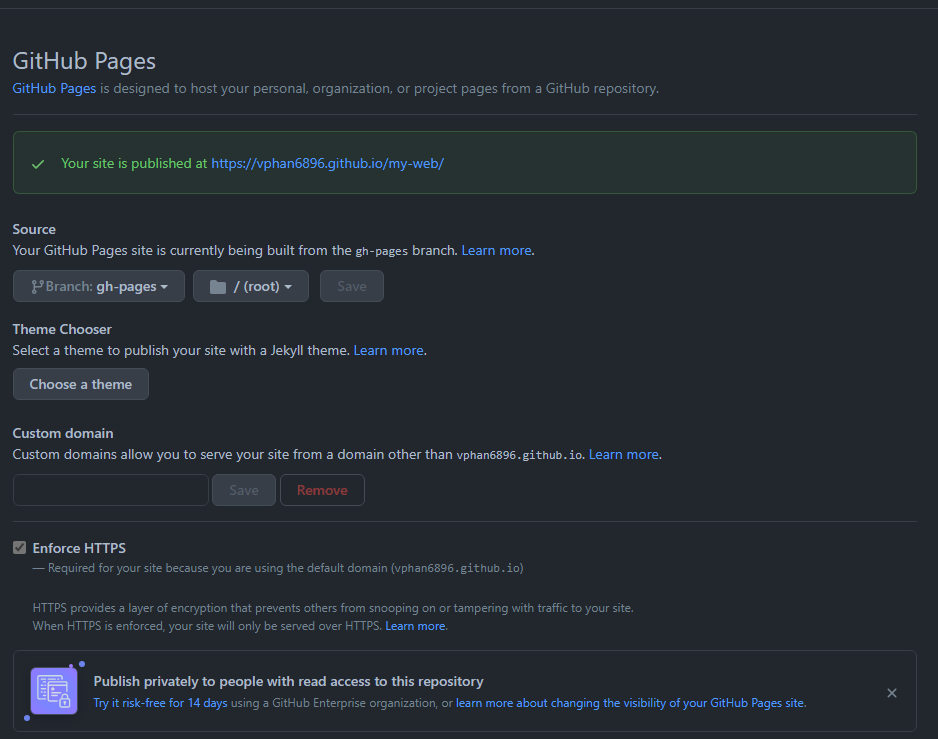 GitHub Pages
GitHub Pages is designed to host your personal, organization, or project pages from a GitHub repository.
Your site is published at https://vphan6896.github.io/my-web/
Source
Your GitHub Pages site is currently being built from the gh-pages branch. Learn more.
Branch: gh-pages / (root) Save
Theme Chooser
Select a theme to publish your site with a Jekyll theme. Learn more.
Choose a theme
Custom domain
Custom domains allow you to serve your site from a domain other than vphan6896.github.io. Learn more.
Save Remove
Enforce HTTPS
— Required for your site because you are using the default domain (vphan6896.github.io)
HTTPS provides a layer of encryption that prevents others from snooping on or tampering with traffic to your site.
When HTTPS is enforced, your site will only be served over HTTPS. Learn more.
Publish privately to people with read access to this repository
Try it risk-free for 14 days using a GitHub Enterprise organization, or learn more about changing the visibility of your GitHub Pages site.